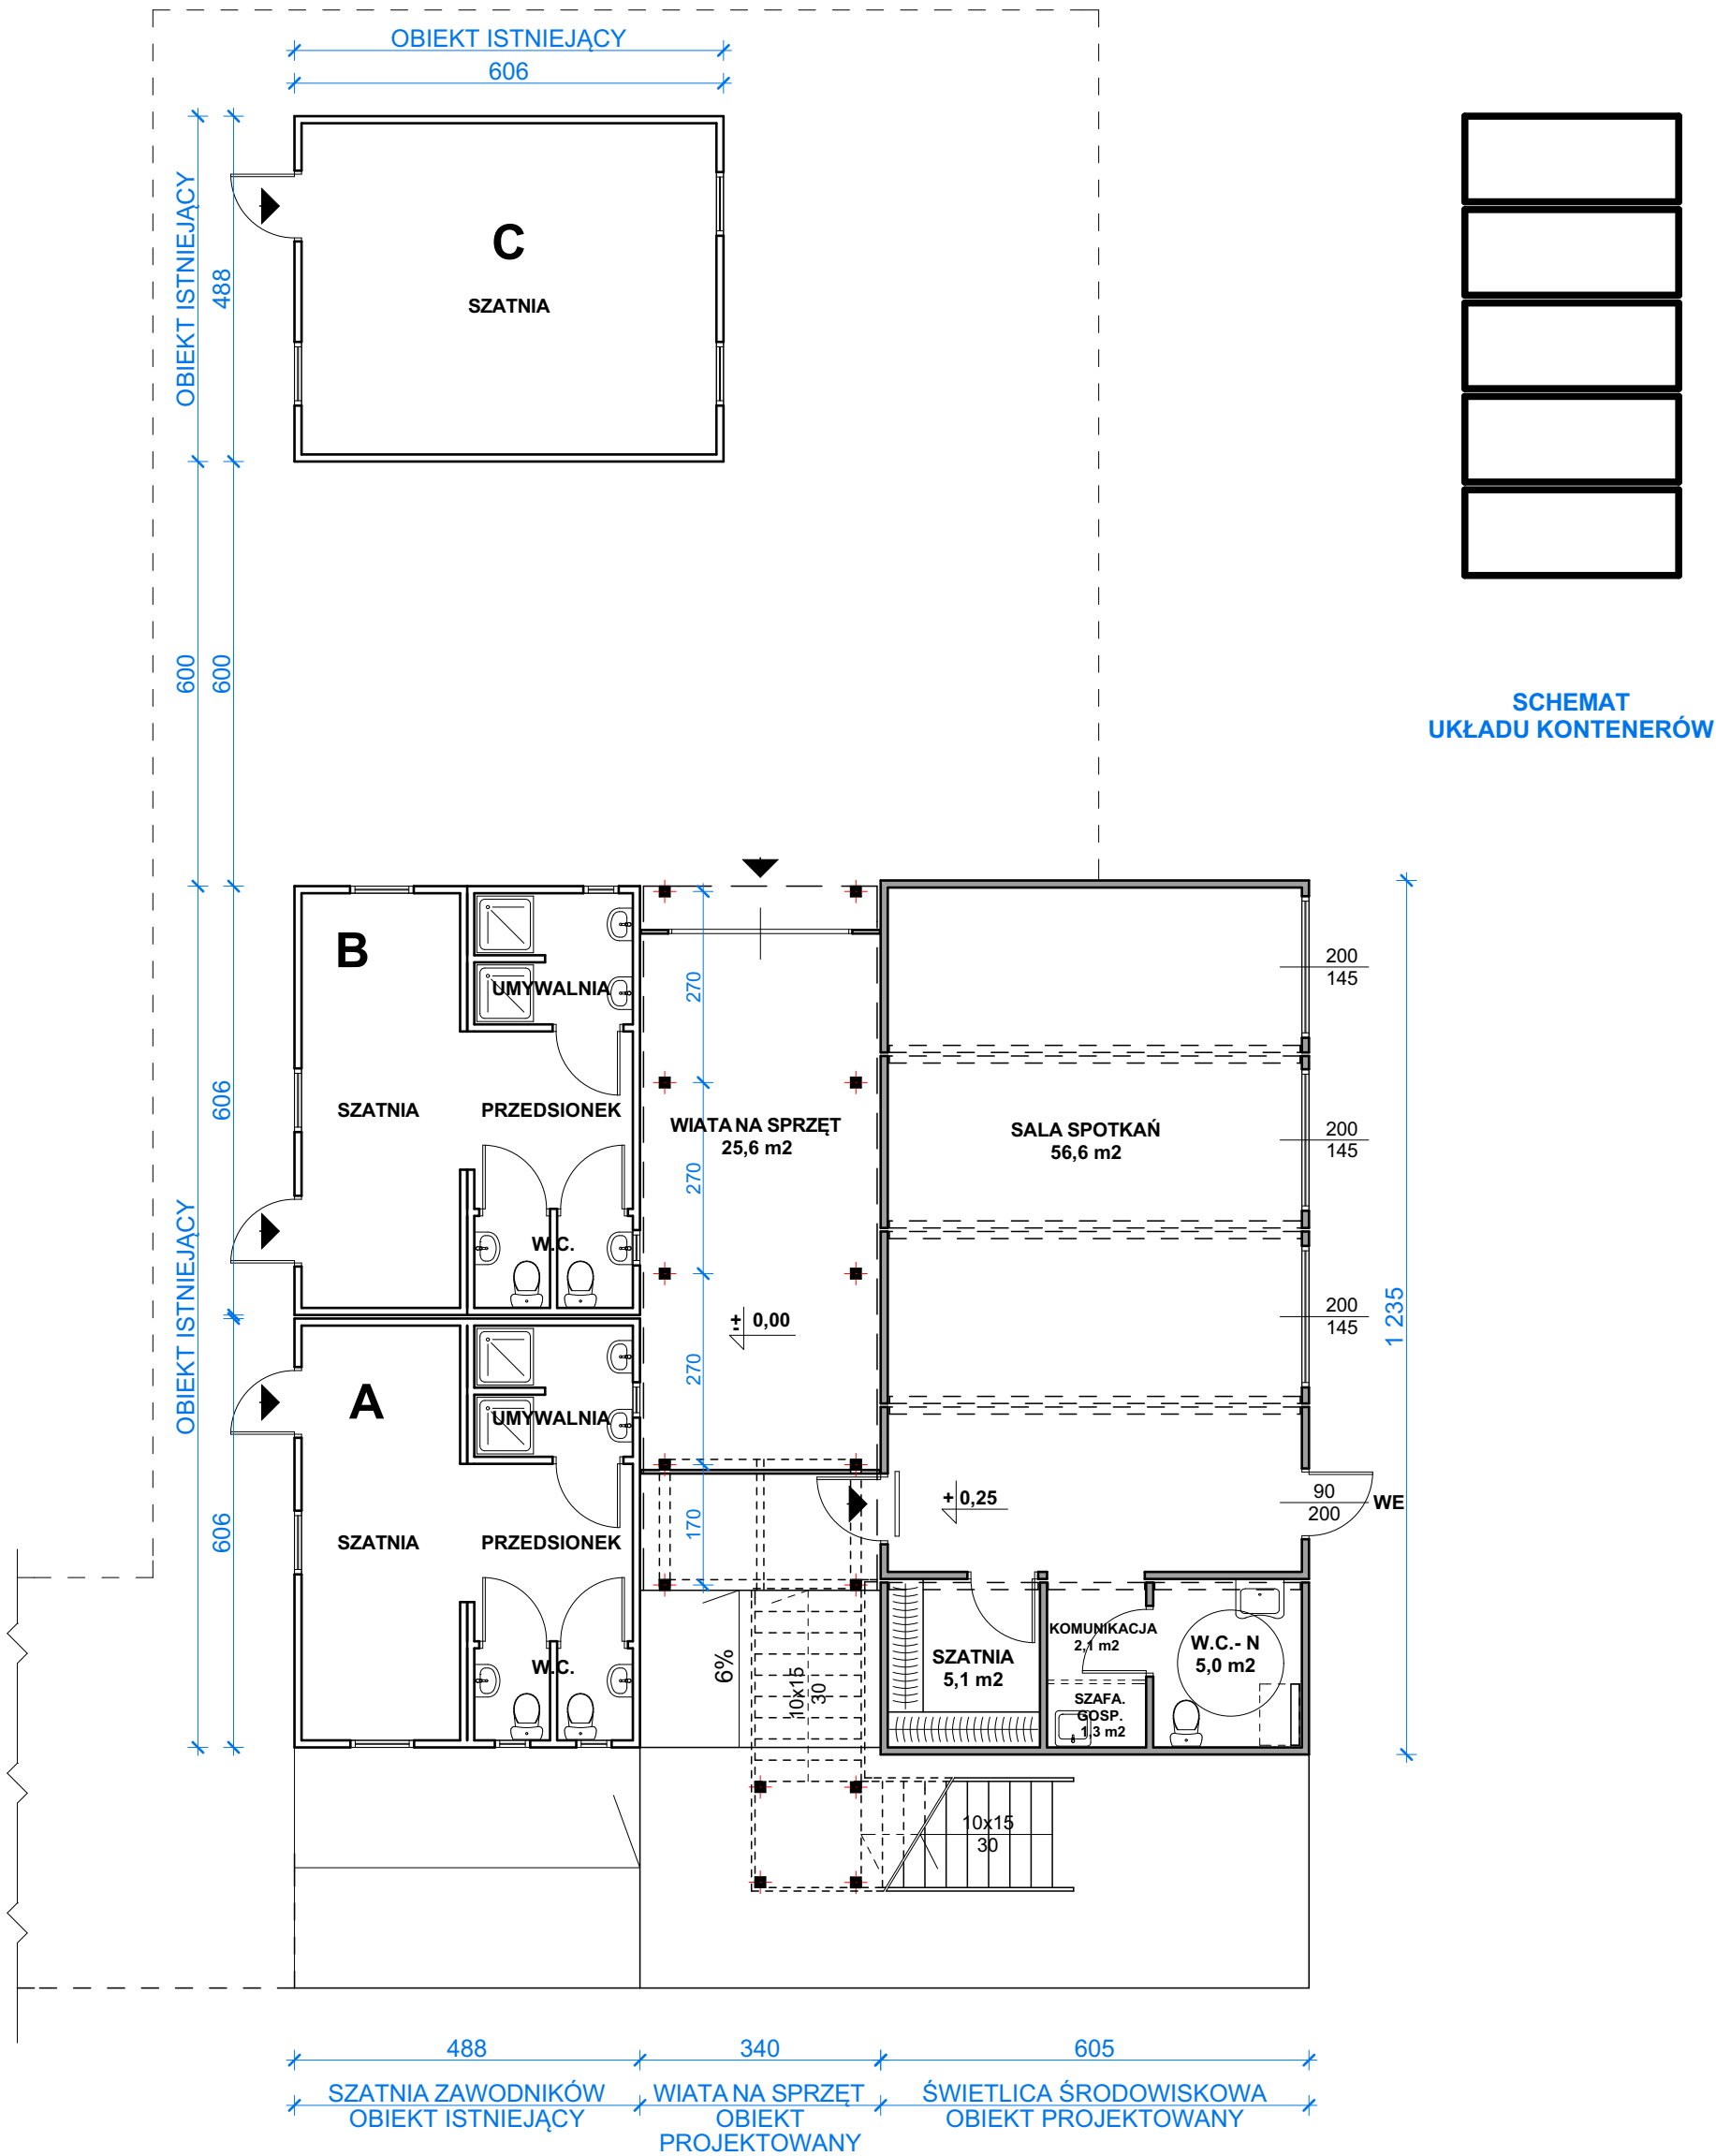 OBIEKT ISTNIEJĄCY
606
OBIEKT ISTNIEJĄCY
488
C
SZATNIA
600
600
SCHEMAT
UKŁADU KONTENERÓW
B
UMYWALNIA
270
200
145
606
SZATNIA
PRZEDSIONEK
WIATA NA SPRZĘT
25,6 m2
SALA SPOTKAŃ
56,6 m2
200
145
270
OBIEKT ISTNIEJĄCY
W.C.
± 0,00
200
145
1 235
270
A
UMYWALNIA
606
SZATNIA
PRZEDSIONEK
170
+ 0,25
90
200
WE
W.C.
6%
10x15
30
SZATNIA
5,1 m2
KOMUNIKACJA
2,1 m2
W.C.- N
5,0 m2
SZAFA.
GOSP.
1,3 m2
10x15
30
488
340
605
SZATNIA ZAWODNIKÓW
OBIEKT ISTNIEJĄCY
WIATA NA SPRZĘT
OBIEKT
PROJEKTOWANY
ŚWIETLICA ŚRODOWISKOWA
OBIEKT PROJEKTOWANY